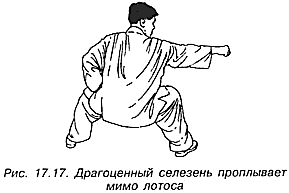 Рис. 17.17. Драгоценный селезень проплывает
мимо лотоса